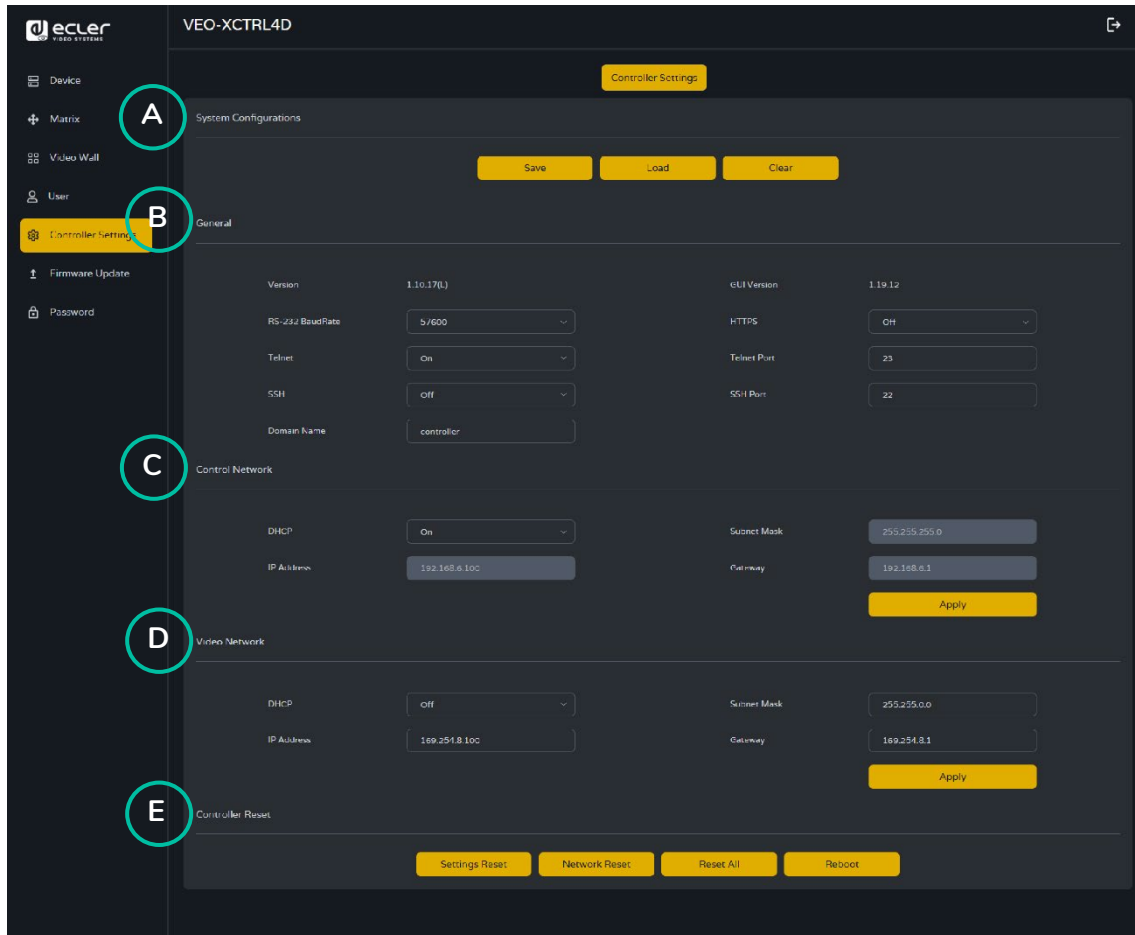 ecler
VIDEO SYSTEMS
VEO-XCTRL4D
Device
Matrix
Video Wall
User
Controller Settings
Firmware Update
Password
Controller Settings
A
System Configurations
Save Load Clear
B
General
Version 1.10.17(L) GUI Version 1.19.12
RS-232 BaudRate 57600 HTTPS Off
Telnet On Telnet Port 23
SSH Off SSH Port 22
Domain Name controller
C
Control Network
DHCP On Subnet Mask 255.255.255.0
IP Address 192.168.6.100 Gateway 192.168.6.1
Apply
D
Video Network
DHCP Off Subnet Mask 255.255.0.0
IP Address 169.254.8.100 Gateway 169.254.8.1
Apply
E
Controller Reset
Settings Reset Network Reset Reset All Reboot